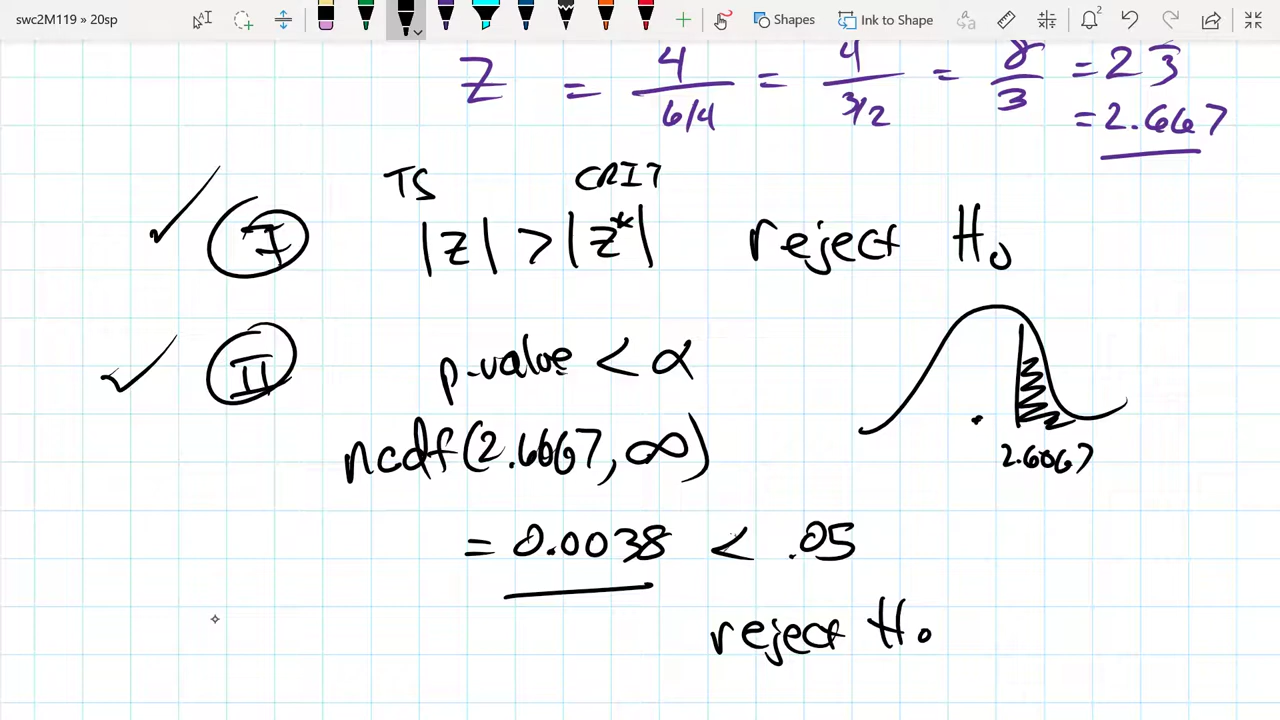 swc2M119 » 20sp
Shapes
Ink to Shape
Z = 4 / 6/4 = 4 / 3/2 = 8 / 3 = 2 3
= 2.667
TS CRIT
I |Z| > |Z*| reject H₀
II p-value < α
ncdf(2.6667, ∞)
2.6667
= 0.0038 < .05
reject H₀